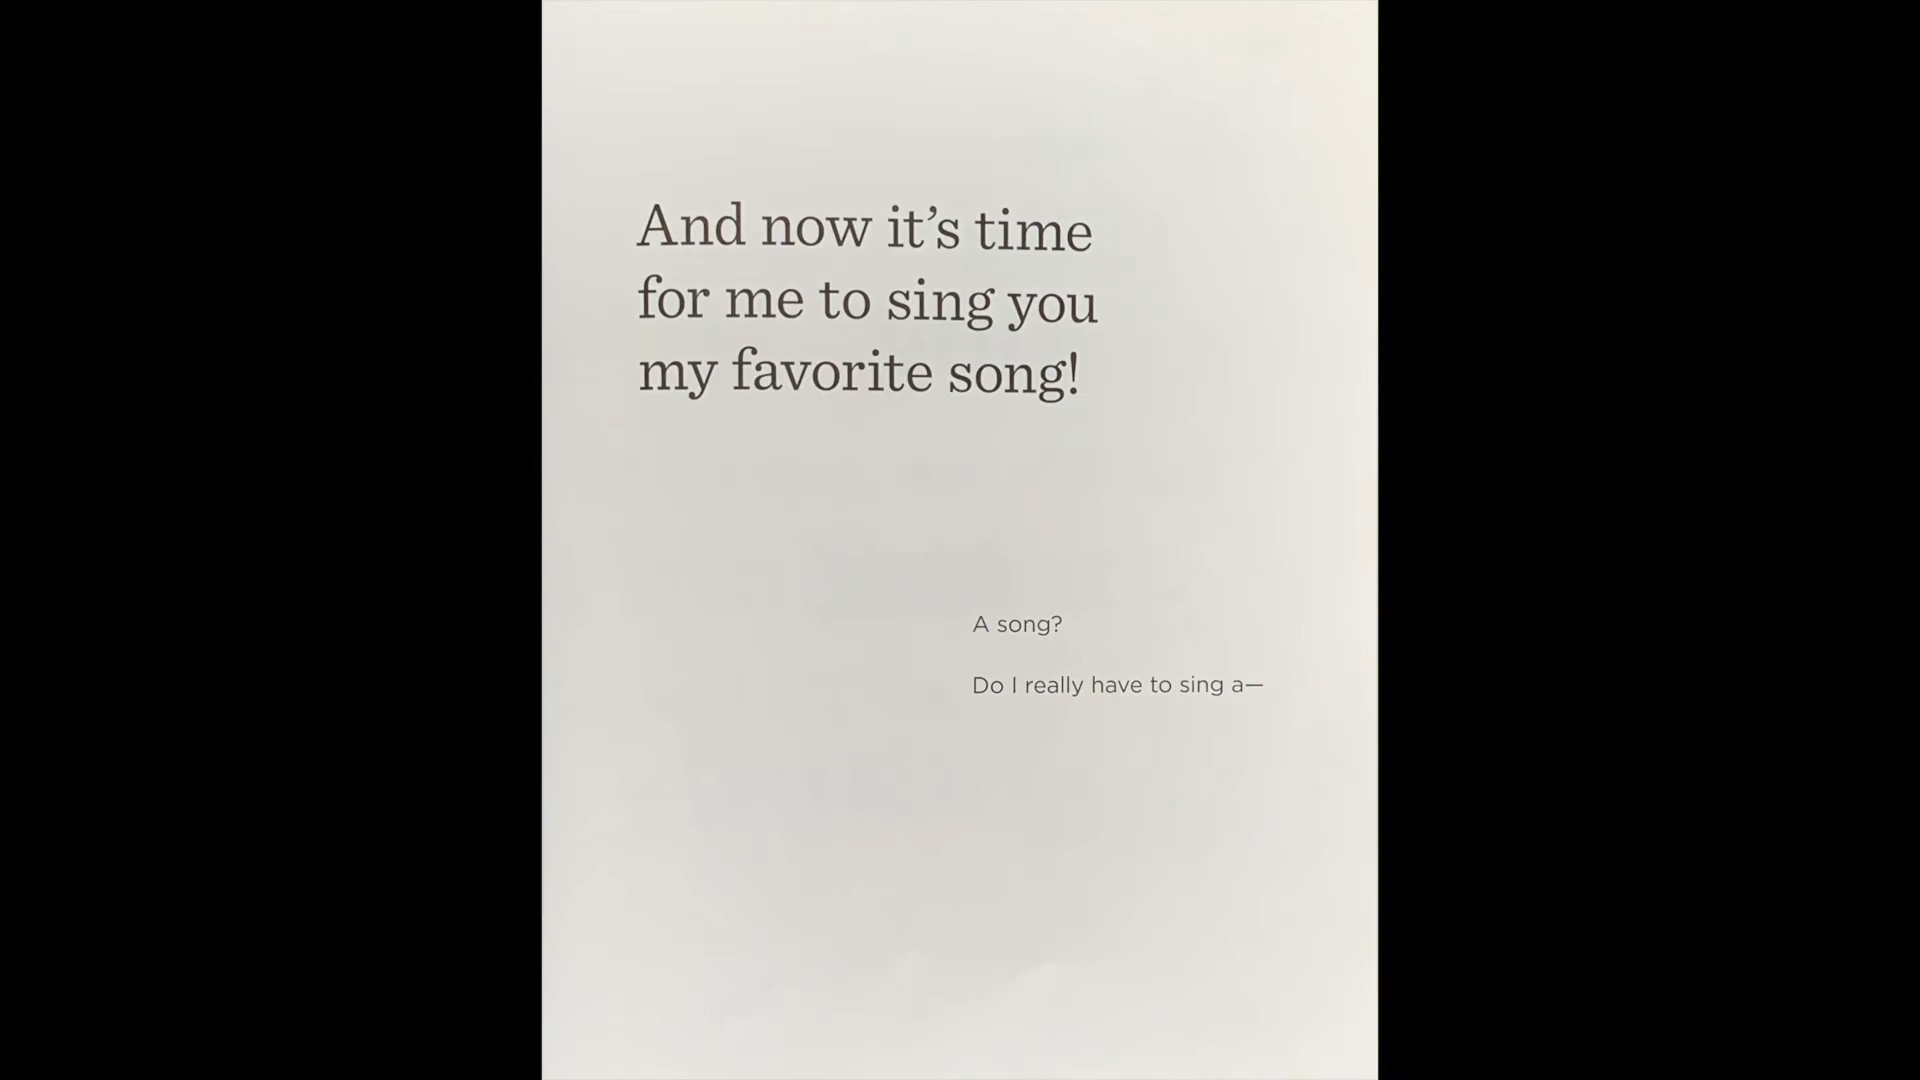 And now it’s time
for me to sing you
my favorite song!
A song?
Do I really have to sing a—